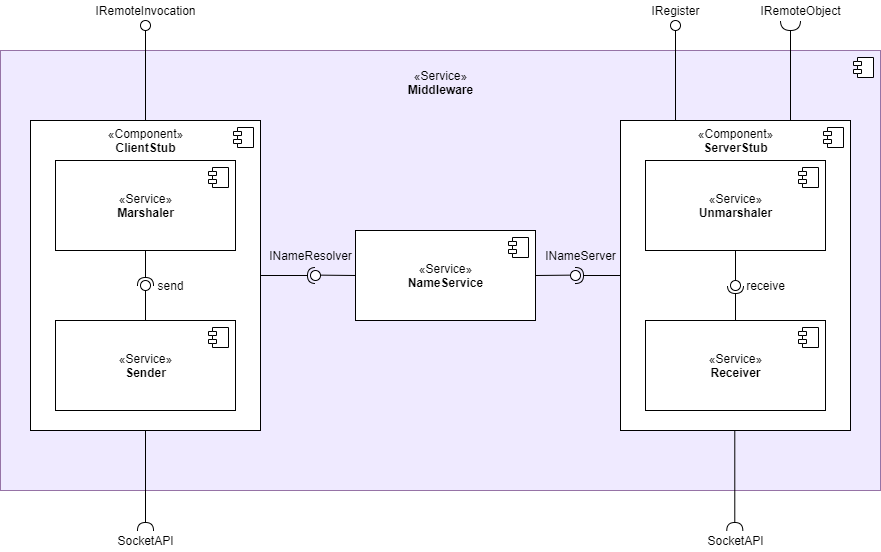 IRemoteInvocation
IRegister
IRemoteObject
«Service»
Middleware
«Component»
ClientStub
«Service»
Marshaler
send
«Service»
Sender
INameResolver
«Service»
NameService
INameServer
«Component»
ServerStub
«Service»
Unmarshaler
receive
«Service»
Receiver
SocketAPI
SocketAPI